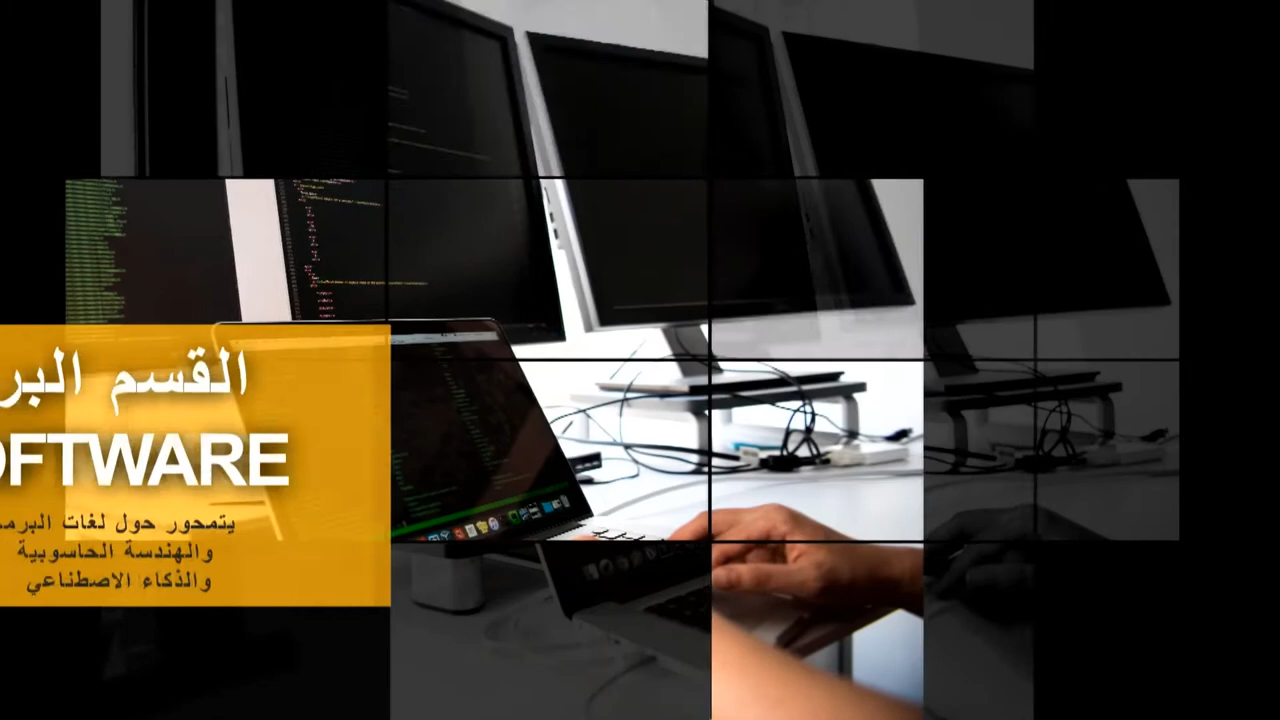 القسم البر
OFTWARE
يتمحور حول لغات البرم
والهندسة الحاسوبية
والذكاء الاصطناعي